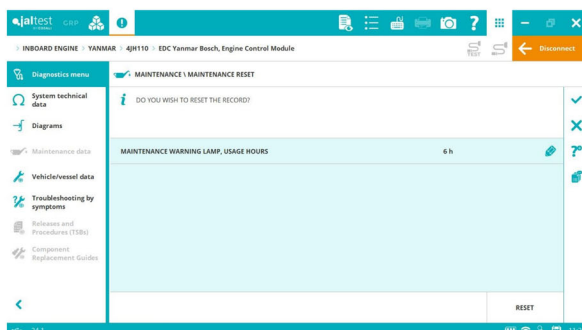 jaltest GRP
> INBOARD ENGINE > YANMAR > 4JH110 > EDC Yanmar Bosch, Engine Control Module
TEST
Disconnect
Diagnostics menu
MAINTENANCE \ MAINTENANCE RESET
System technical
data
DO YOU WISH TO RESET THE RECORD?
Diagrams
Maintenance data
MAINTENANCE WARNING LAMP, USAGE HOURS 6 h
Vehicle/vessel data
Troubleshooting by
symptoms
Releases and
Procedures (TSBs)
Component
Replacement Guides
RESET